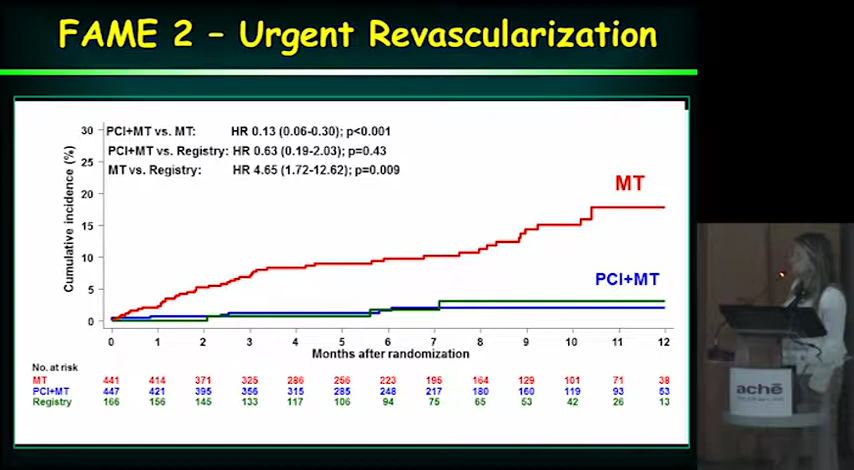 FAME 2 – Urgent Revascularization
PCI+MT vs. MT: HR 0.13 (0.06-0.30); p<0.001
PCI+MT vs. Registry: HR 0.63 (0.19-2.03); p=0.43
MT vs. Registry: HR 4.65 (1.72-12.62); p=0.009
Cumulative incidence (%)
30
25
20
15
10
5
0
MT
PCI+MT
0 1 2 3 4 5 6 7 8 9 10 11 12
Months after randomization
No. at risk
MT 441 414 371 325 286 256 223 195 164 129 101 71 38
PCI+MT 447 421 395 356 315 285 248 217 180 160 119 93 53
Registry 166 156 145 133 117 106 94 75 65 53 42 26 13
achē